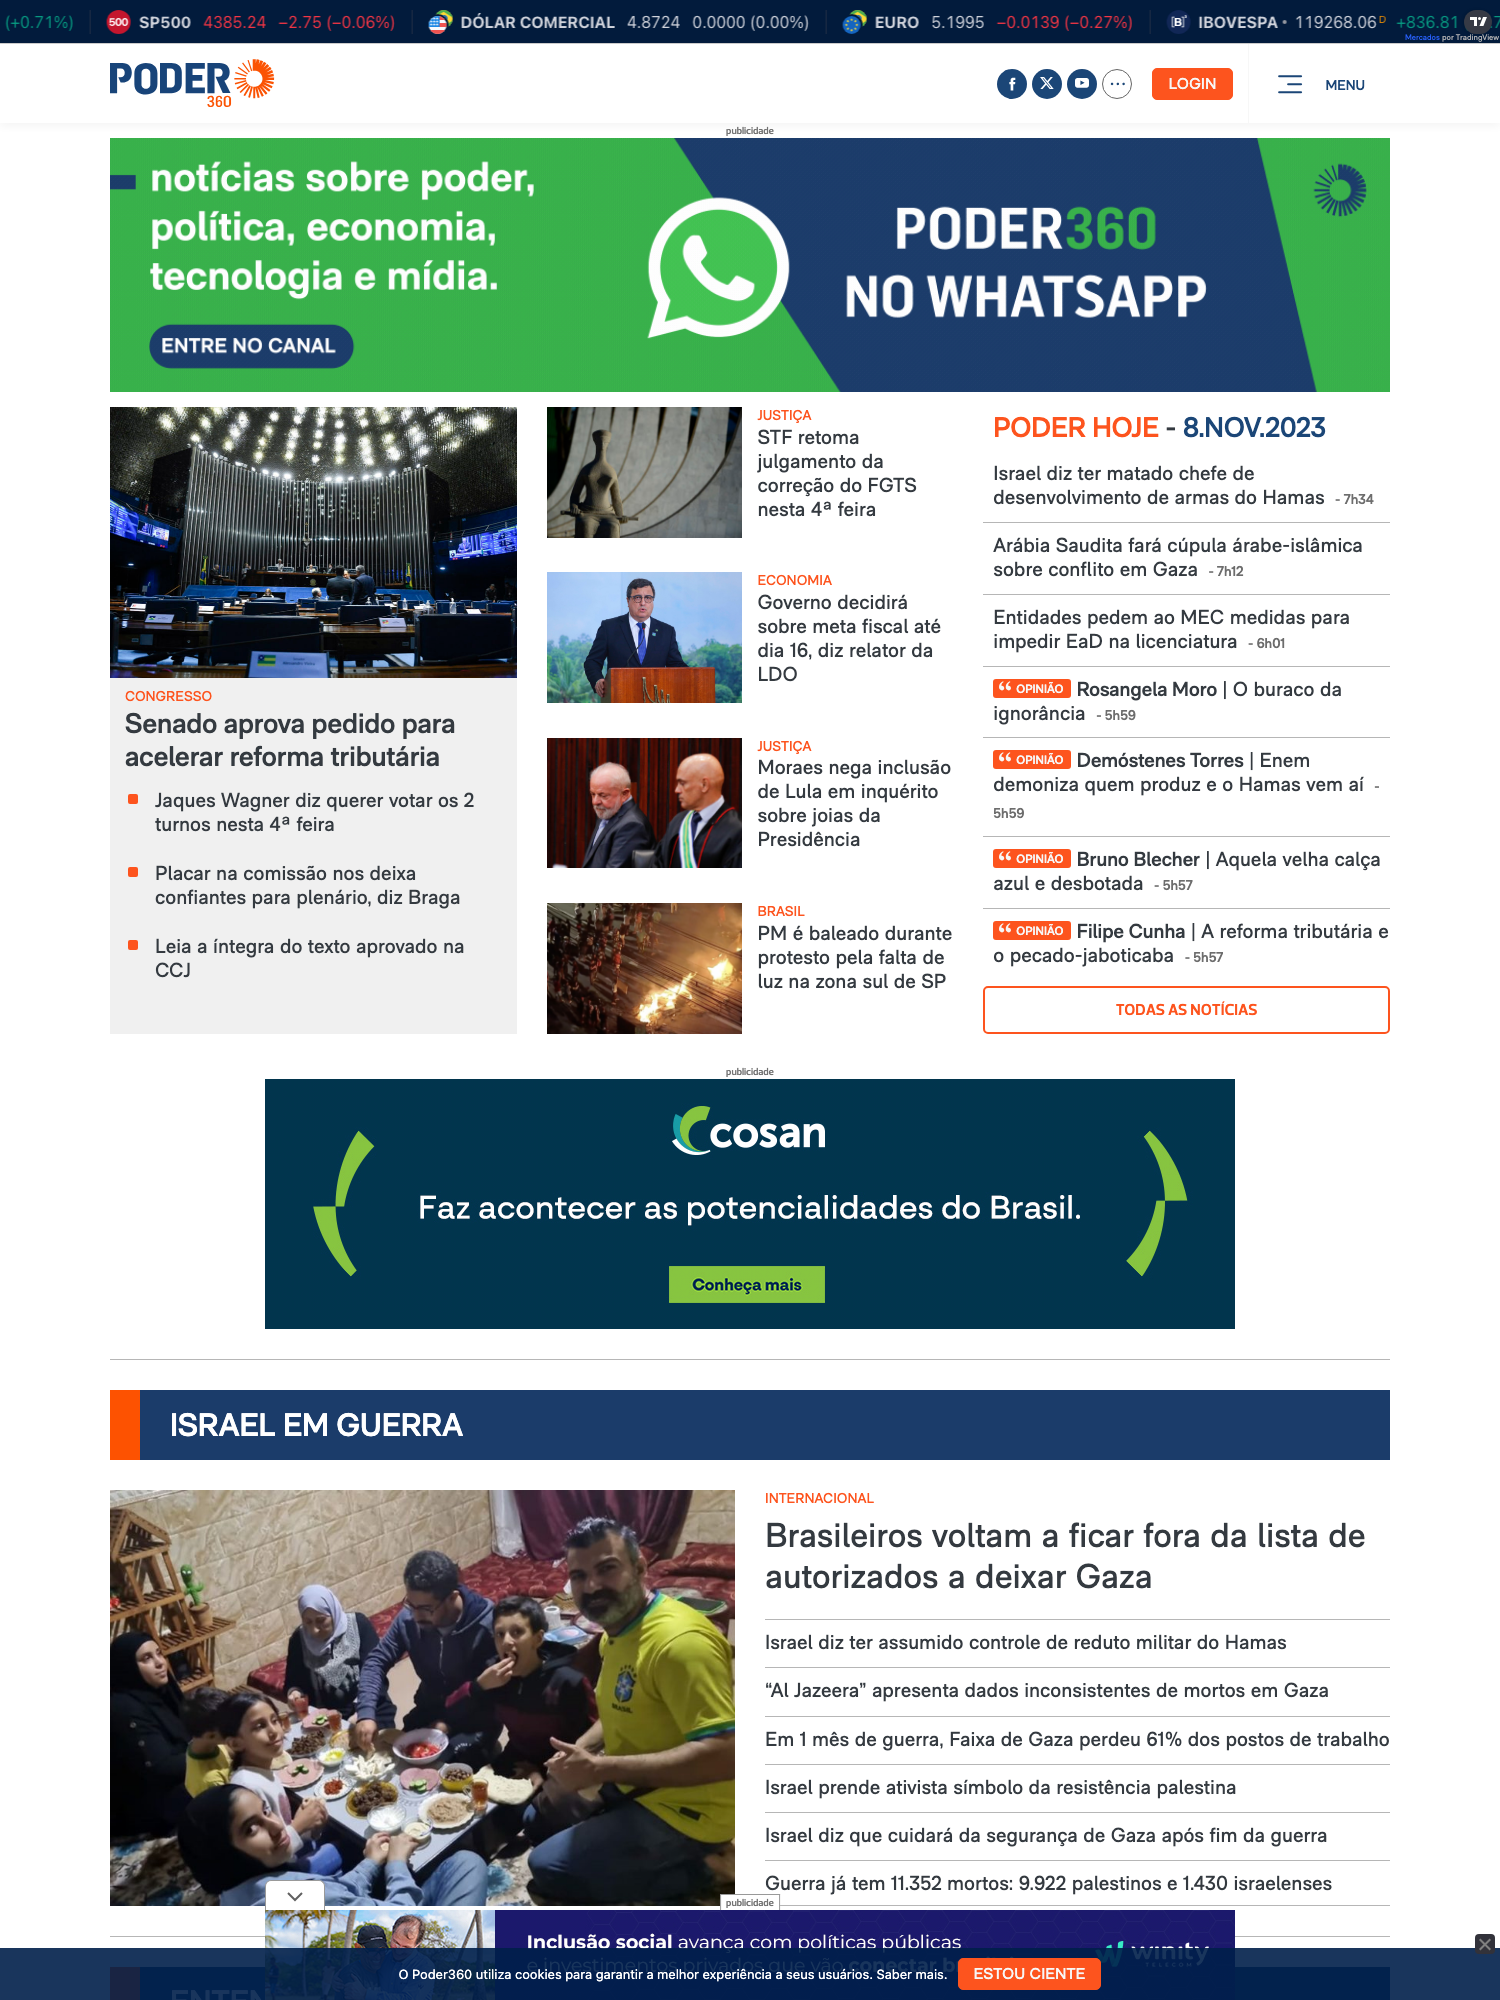 (+0.71%)
500 SP500 4385.24 −2.75 (−0.06%)
DÓLAR COMERCIAL 4.8724 0.0000 (0.00%)
EURO 5.1995 −0.0139 (−0.27%)
IBOVESPA • 119268.06 D +836.81
Mercados por TradingView
PODER
360
LOGIN
MENU
publicidade
notícias sobre poder,
política, economia,
tecnologia e mídia.
ENTRE NO CANAL
PODER360
NO WHATSAPP
CONGRESSO
Senado aprova pedido para
acelerar reforma tributária
Jaques Wagner diz querer votar os 2
turnos nesta 4ª feira
Placar na comissão nos deixa
confiantes para plenário, diz Braga
Leia a íntegra do texto aprovado na
CCJ
JUSTIÇA
STF retoma
julgamento da
correção do FGTS
nesta 4ª feira
ECONOMIA
Governo decidirá
sobre meta fiscal até
dia 16, diz relator da
LDO
JUSTIÇA
Moraes nega inclusão
de Lula em inquérito
sobre joias da
Presidência
BRASIL
PM é baleado durante
protesto pela falta de
luz na zona sul de SP
PODER HOJE - 8.NOV.2023
Israel diz ter matado chefe de
desenvolvimento de armas do Hamas - 7h34
Arábia Saudita fará cúpula árabe-islâmica
sobre conflito em Gaza - 7h12
Entidades pedem ao MEC medidas para
impedir EaD na licenciatura - 6h01
“ OPINIÃO Rosangela Moro | O buraco da
ignorância - 5h59
“ OPINIÃO Demóstenes Torres | Enem
demoniza quem produz e o Hamas vem aí -
5h59
“ OPINIÃO Bruno Blecher | Aquela velha calça
azul e desbotada - 5h57
“ OPINIÃO Filipe Cunha | A reforma tributária e
o pecado-jaboticaba - 5h57
TODAS AS NOTÍCIAS
publicidade
cosan
Faz acontecer as potencialidades do Brasil.
Conheça mais
ISRAEL EM GUERRA
INTERNACIONAL
Brasileiros voltam a ficar fora da lista de
autorizados a deixar Gaza
Israel diz ter assumido controle de reduto militar do Hamas
“Al Jazeera” apresenta dados inconsistentes de mortos em Gaza
Em 1 mês de guerra, Faixa de Gaza perdeu 61% dos postos de trabalho
Israel prende ativista símbolo da resistência palestina
Israel diz que cuidará da segurança de Gaza após fim da guerra
Guerra já tem 11.352 mortos: 9.922 palestinos e 1.430 israelenses
BRASIL
publicidade
Inclusão social avança com políticas públicas
e investimentos privados que vão conectar
winity
O Poder360 utiliza cookies para garantir a melhor experiência a seus usuários. Saber mais.
ESTOU CIENTE